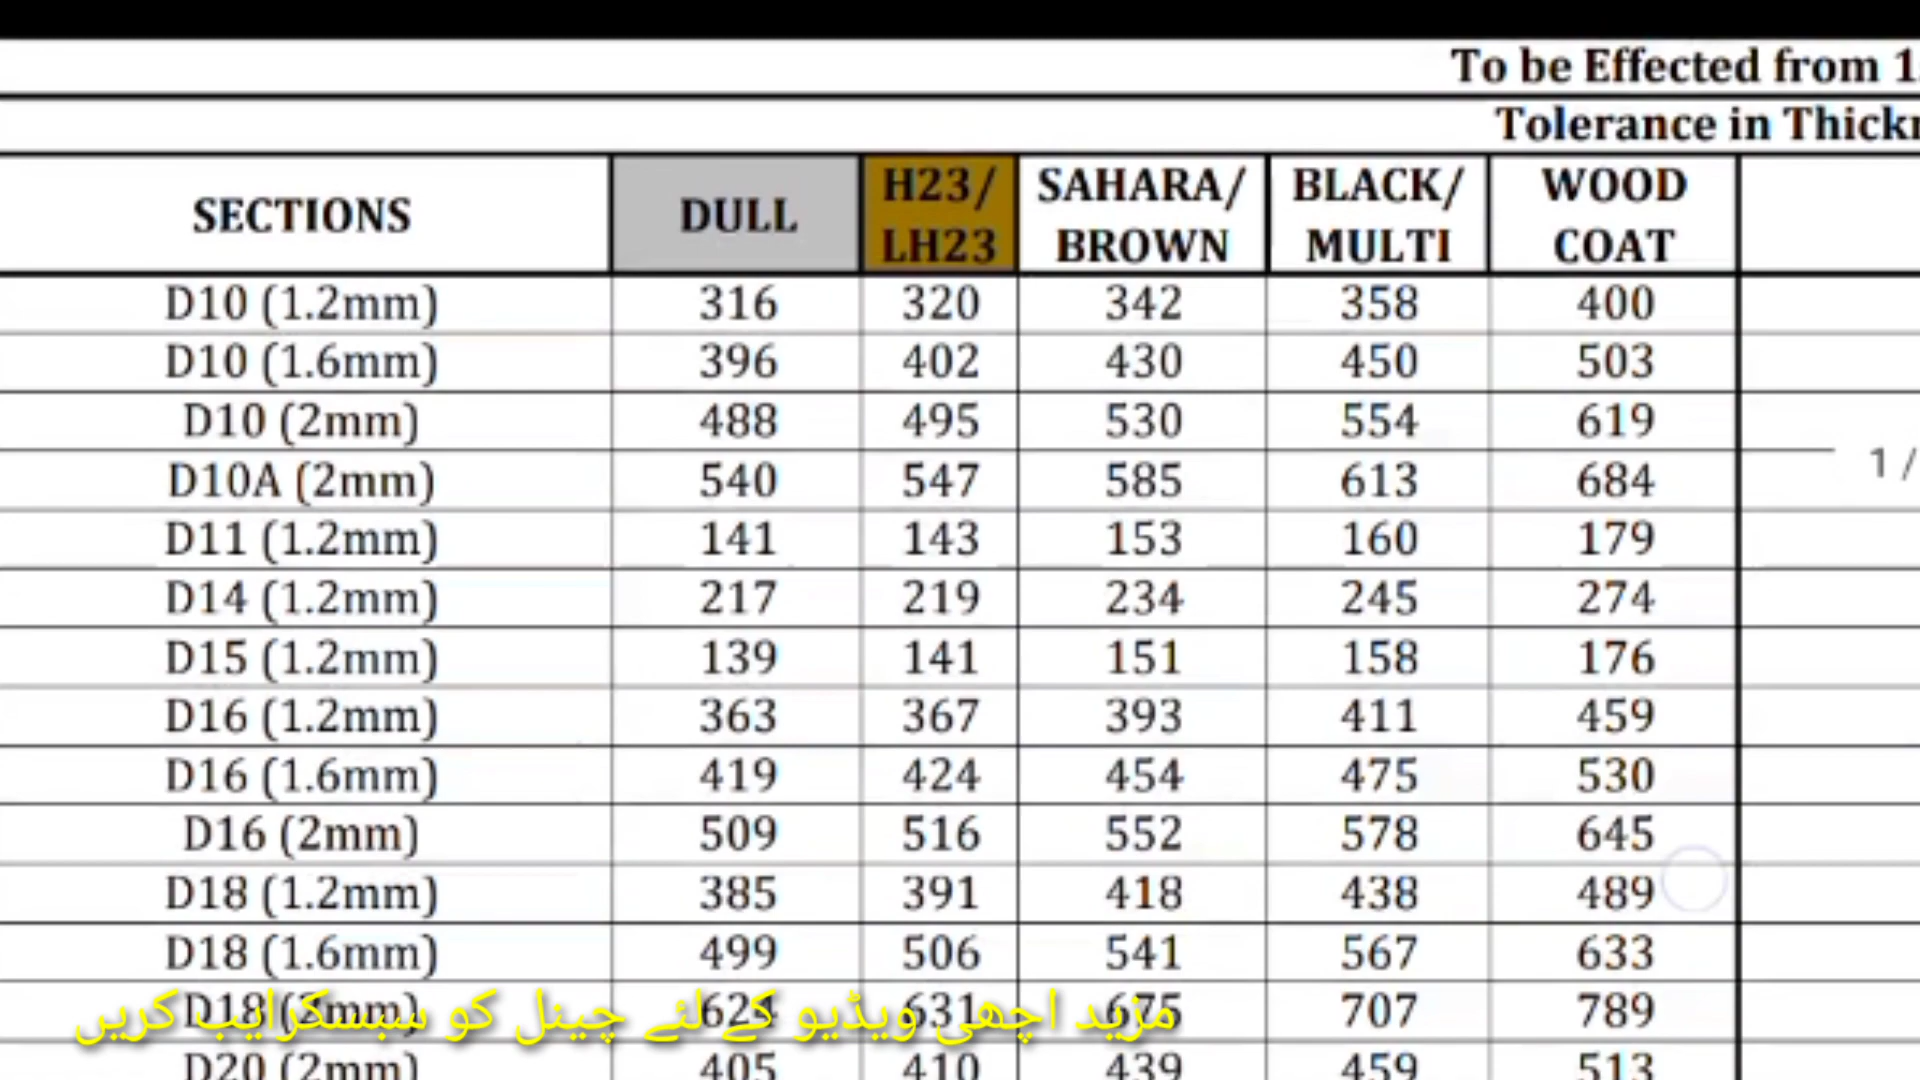 To be Effected from 1
Tolerance in Thick
SECTIONS DULL H23/ LH23 SAHARA/ BROWN BLACK/ MULTI WOOD COAT
D10 (1.2mm) 316 320 342 358 400
D10 (1.6mm) 396 402 430 450 503
D10 (2mm) 488 495 530 554 619
1 /
D10A (2mm) 540 547 585 613 684
D11 (1.2mm) 141 143 153 160 179
D14 (1.2mm) 217 219 234 245 274
D15 (1.2mm) 139 141 151 158 176
D16 (1.2mm) 363 367 393 411 459
D16 (1.6mm) 419 424 454 475 530
D16 (2mm) 509 516 552 578 645
D18 (1.2mm) 385 391 418 438 489
D18 (1.6mm) 499 506 541 567 633
D18 (2mm) 624 631 675 707 789
مزید اچھی ویڈیو کے لئے چینل کو سبسکرایب کریں
D20 (2mm) 405 410 439 459 513